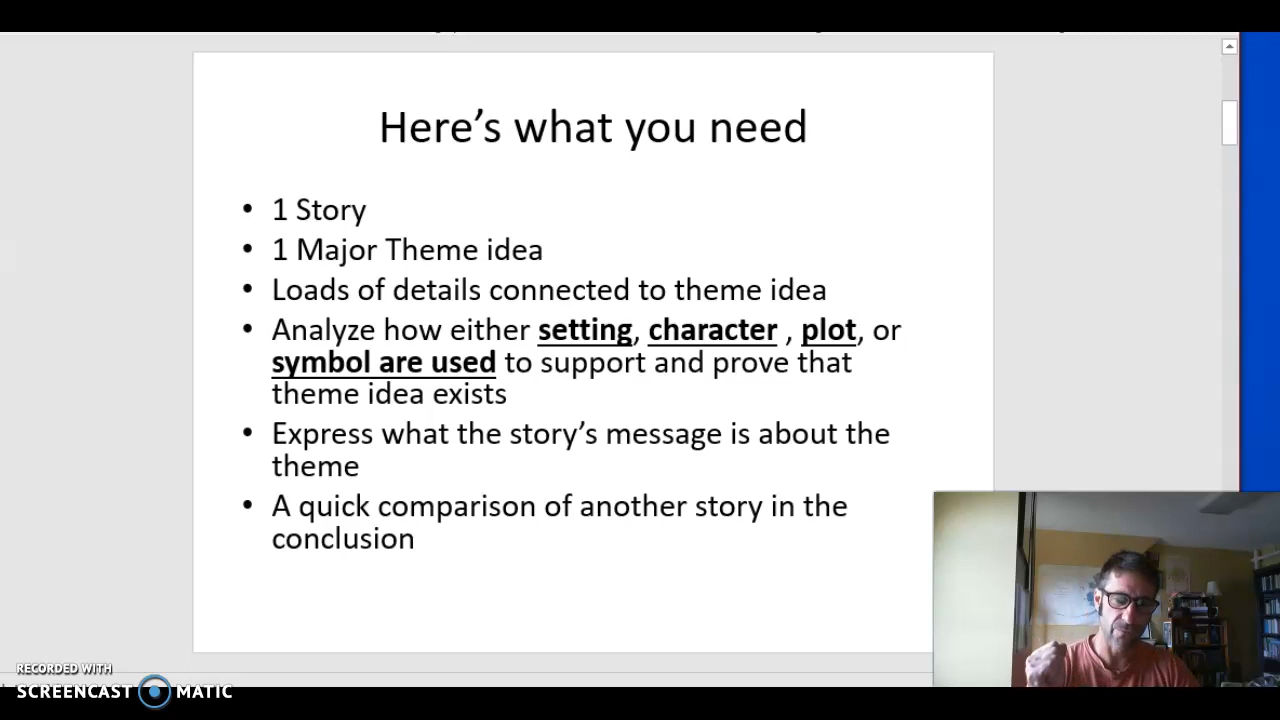 Here’s what you need
• 1 Story
• 1 Major Theme idea
• Loads of details connected to theme idea
• Analyze how either setting, character , plot, or
symbol are used to support and prove that
theme idea exists
• Express what the story’s message is about the
theme
• A quick comparison of another story in the
conclusion
RECORDED WITH
SCREENCAST MATIC